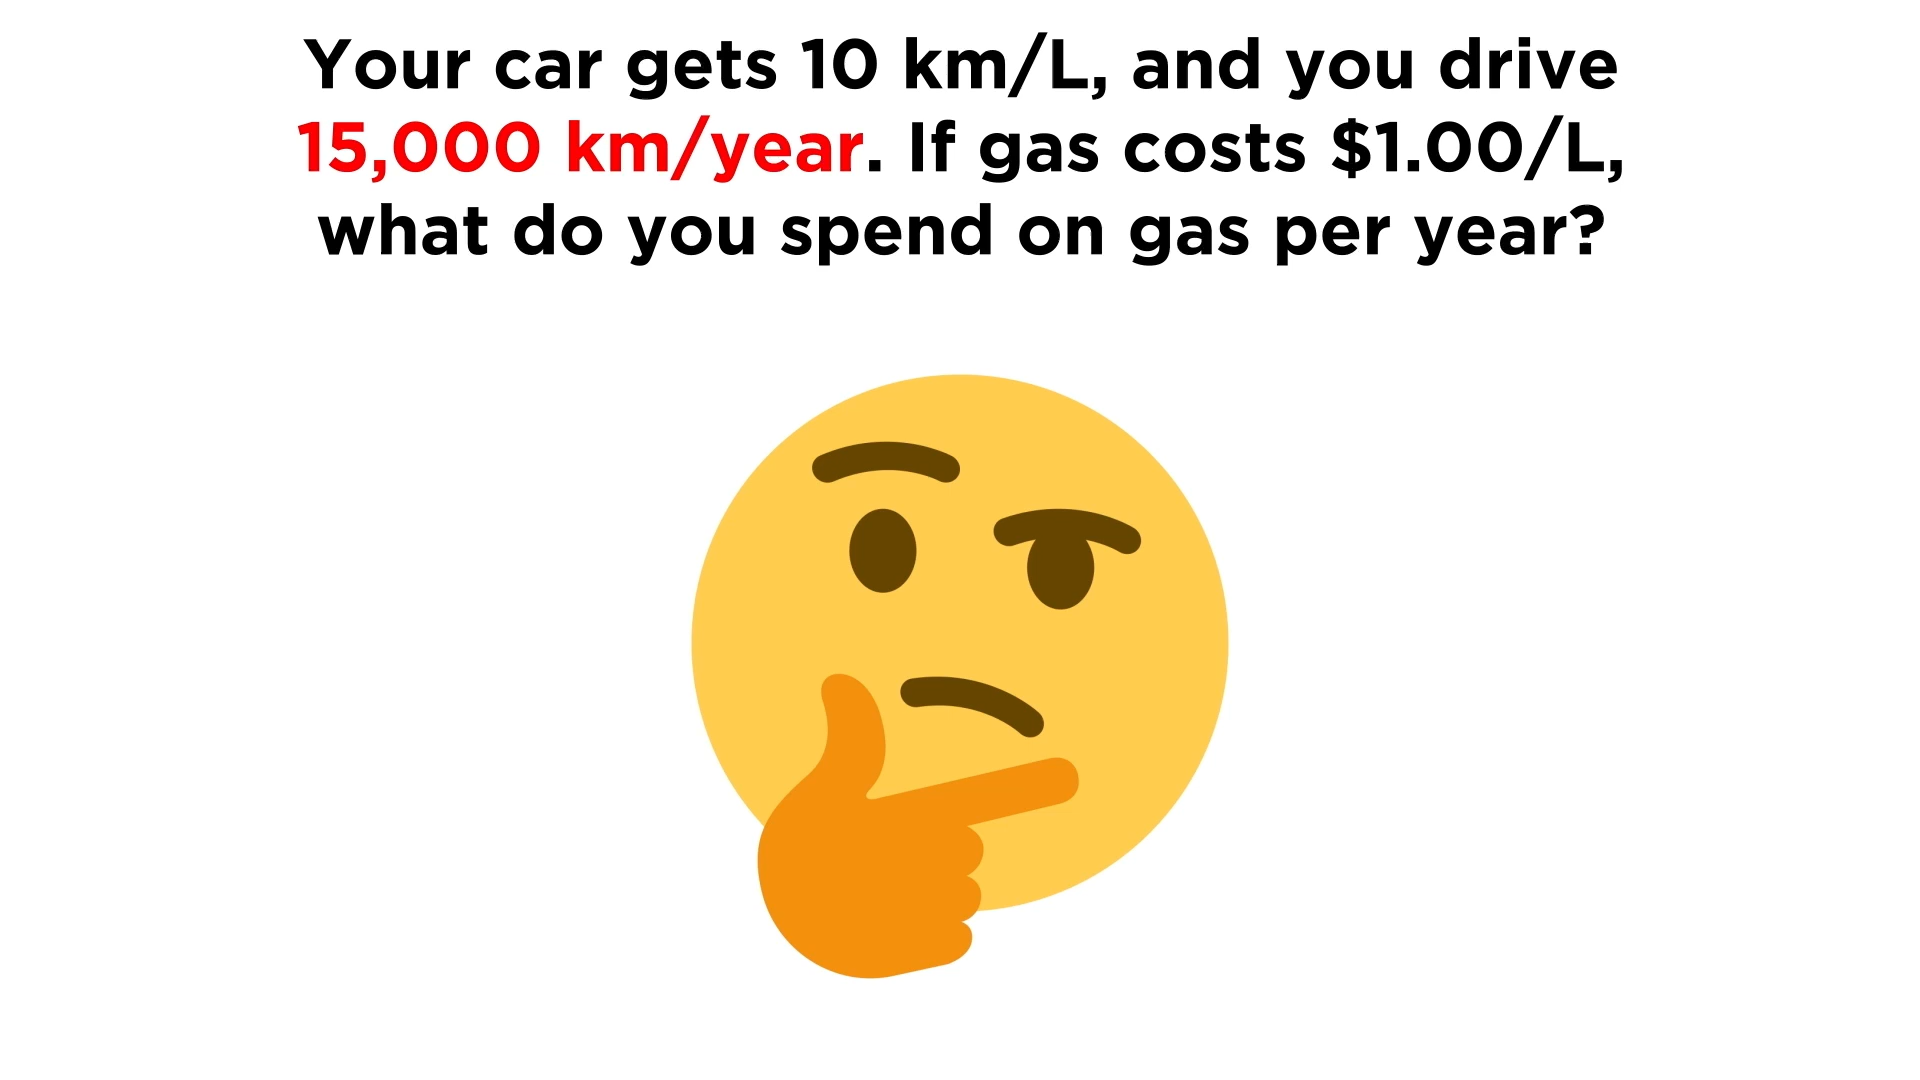 Your car gets 10 km/L, and you drive
15,000 km/year. If gas costs $1.00/L,
what do you spend on gas per year?